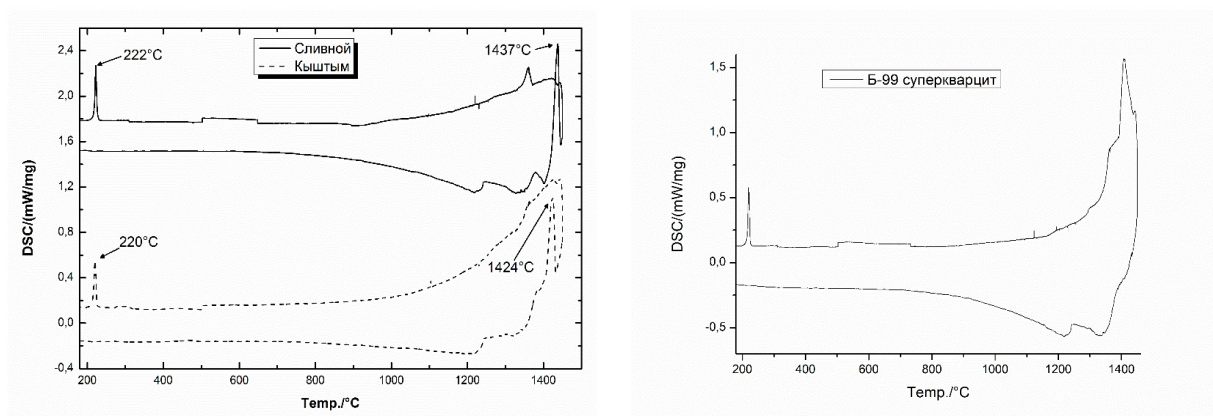 2,4
2,0
1,6
1,2
0,8
0,4
0,0
-0,4
DSC/(mW/mg)
222°C
Сливной
Кыштым
1437°C
220°C
1424°C
200 400 600 800 1000 1200 1400
Temp./°C
1,5
1,0
0,5
0,0
-0,5
DSC/(mW/mg)
Б-99 суперкварцит
200 400 600 800 1000 1200 1400
Temp./°C